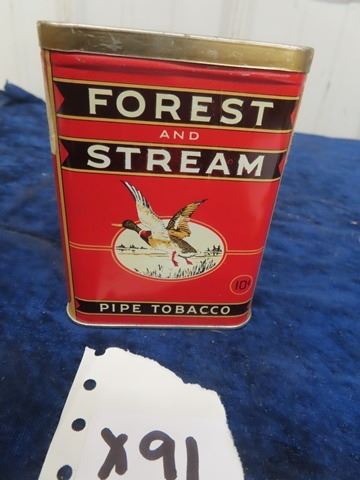 FOREST
AND
STREAM
10¢
PIPE TOBACCO
X91